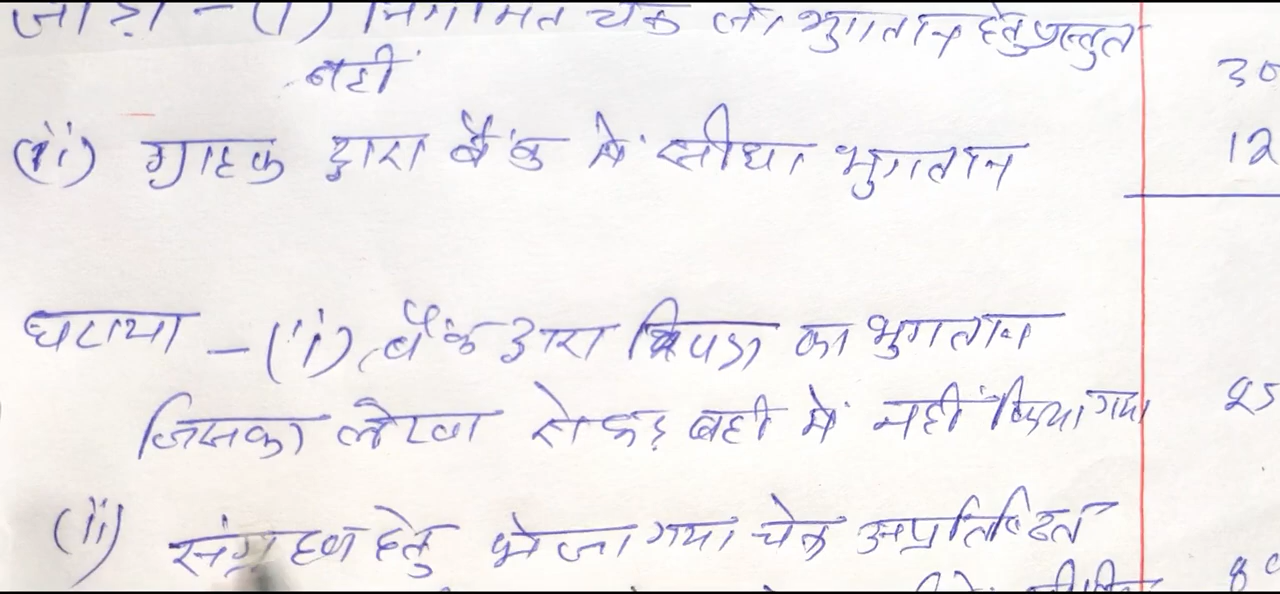 जोड़ा - (i) निर्गमित चेक जो भुगतान हेतु प्रस्तुत
नहीं 30
(ii) ग्राहक द्वारा बैंक में सीधा भुगतान 12
घटाया - (i) बैंक द्वारा विपत्र का भुगतान
जिसका लेखा रोकड़ बही में नहीं किया गया 25
(ii) संग्रहण हेतु भेजा गया चेक अप्रतिष्ठित